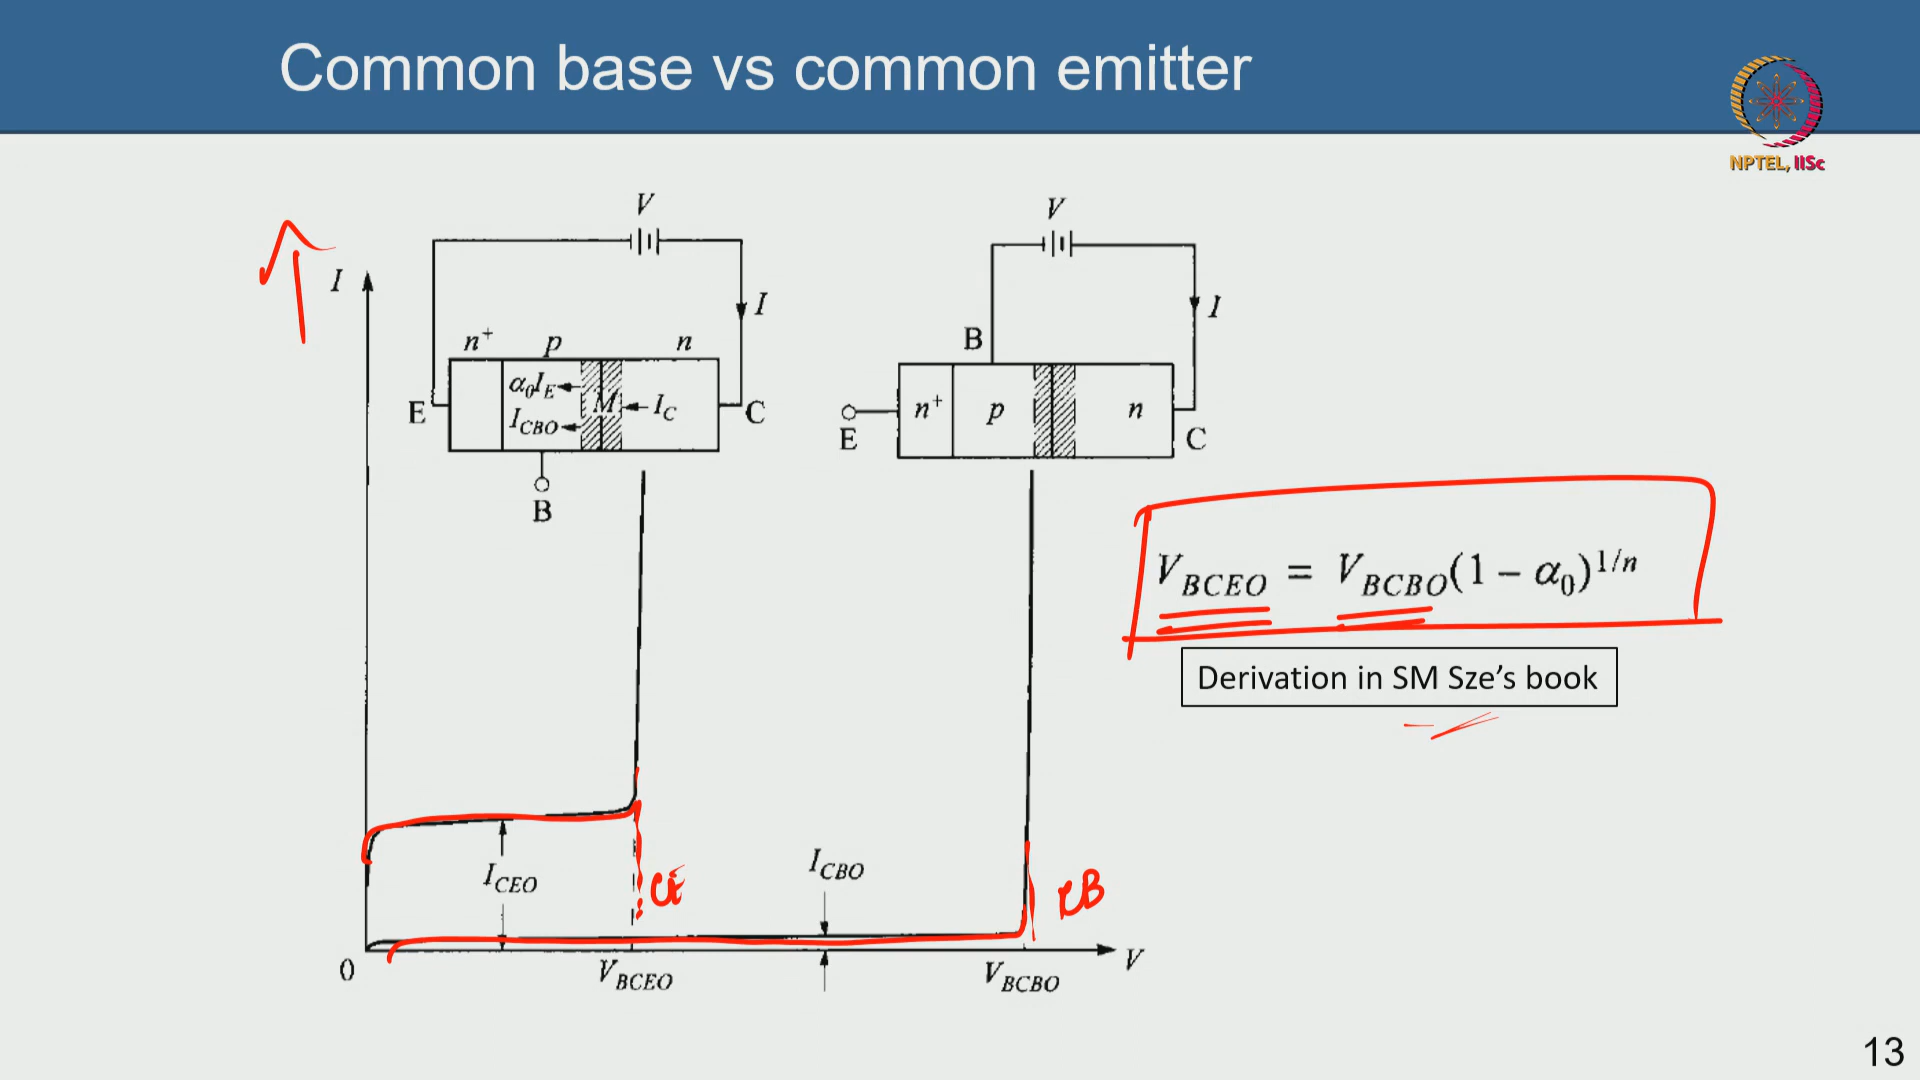 Common base vs common emitter
NPTEL, IISc
V
V
I
I
I
n⁺ p n
B
α₀I_E
M
I_C
I_CBO
E
C
B
n⁺ p n
E
C
V_BCEO = V_BCBO(1 − α₀)^1/n
Derivation in SM Sze’s book
I_CEO
I_CBO
CE
CB
0
V_BCEO
V_BCBO
V
13